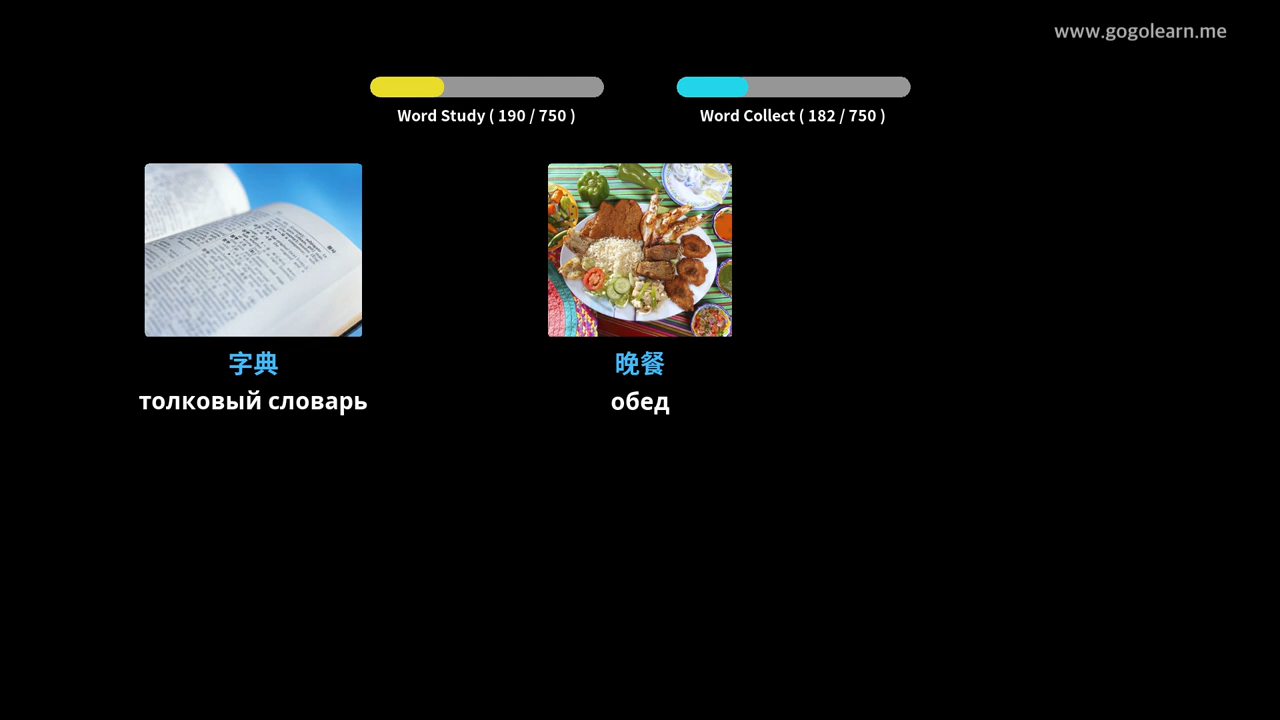 www.gogolearn.me
Word Study ( 190 / 750 )
Word Collect ( 182 / 750 )
字典
толковый словарь
晚餐
обед